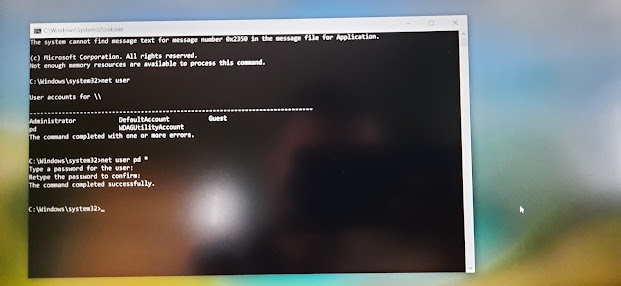 C:\Windows\system32\osk.exe
The system cannot find message text for message number 0x2350 in the message file for Application.
(c) Microsoft Corporation. All rights reserved.
Not enough memory resources are available to process this command.
C:\Windows\system32>net user
User accounts for \\
-------------------------------------------------------------------------------
Administrator DefaultAccount Guest
pd WDAGUtilityAccount
The command completed with one or more errors.
C:\Windows\system32>net user pd *
Type a password for the user:
Retype the password to confirm:
The command completed successfully.
C:\Windows\system32>_